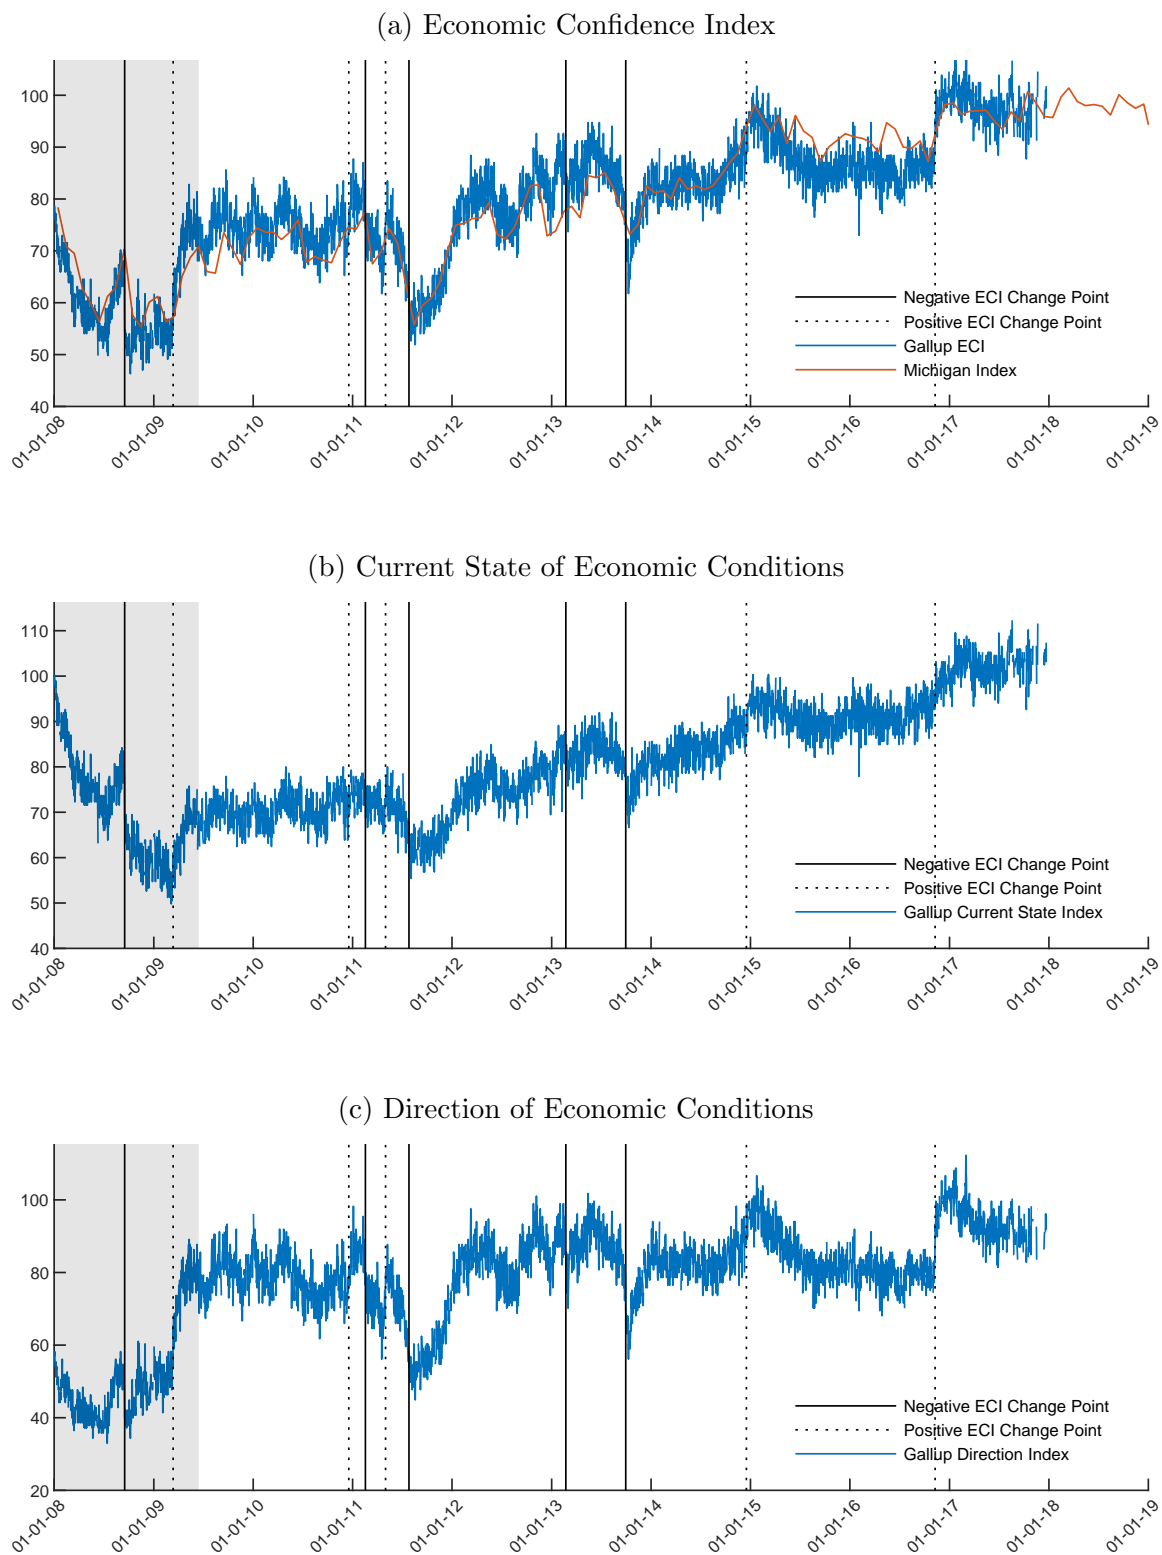 (a) Economic Confidence Index
100
90
80
70
60
50
40
Negative ECI Change Point
Positive ECI Change Point
Gallup ECI
Michigan Index
01-01-08 01-01-09 01-01-10 01-01-11 01-01-12 01-01-13 01-01-14 01-01-15 01-01-16 01-01-17 01-01-18 01-01-19
(b) Current State of Economic Conditions
110
100
90
80
70
60
50
40
Negative ECI Change Point
Positive ECI Change Point
Gallup Current State Index
01-01-08 01-01-09 01-01-10 01-01-11 01-01-12 01-01-13 01-01-14 01-01-15 01-01-16 01-01-17 01-01-18 01-01-19
(c) Direction of Economic Conditions
100
80
60
40
20
Negative ECI Change Point
Positive ECI Change Point
Gallup Direction Index
01-01-08 01-01-09 01-01-10 01-01-11 01-01-12 01-01-13 01-01-14 01-01-15 01-01-16 01-01-17 01-01-18 01-01-19